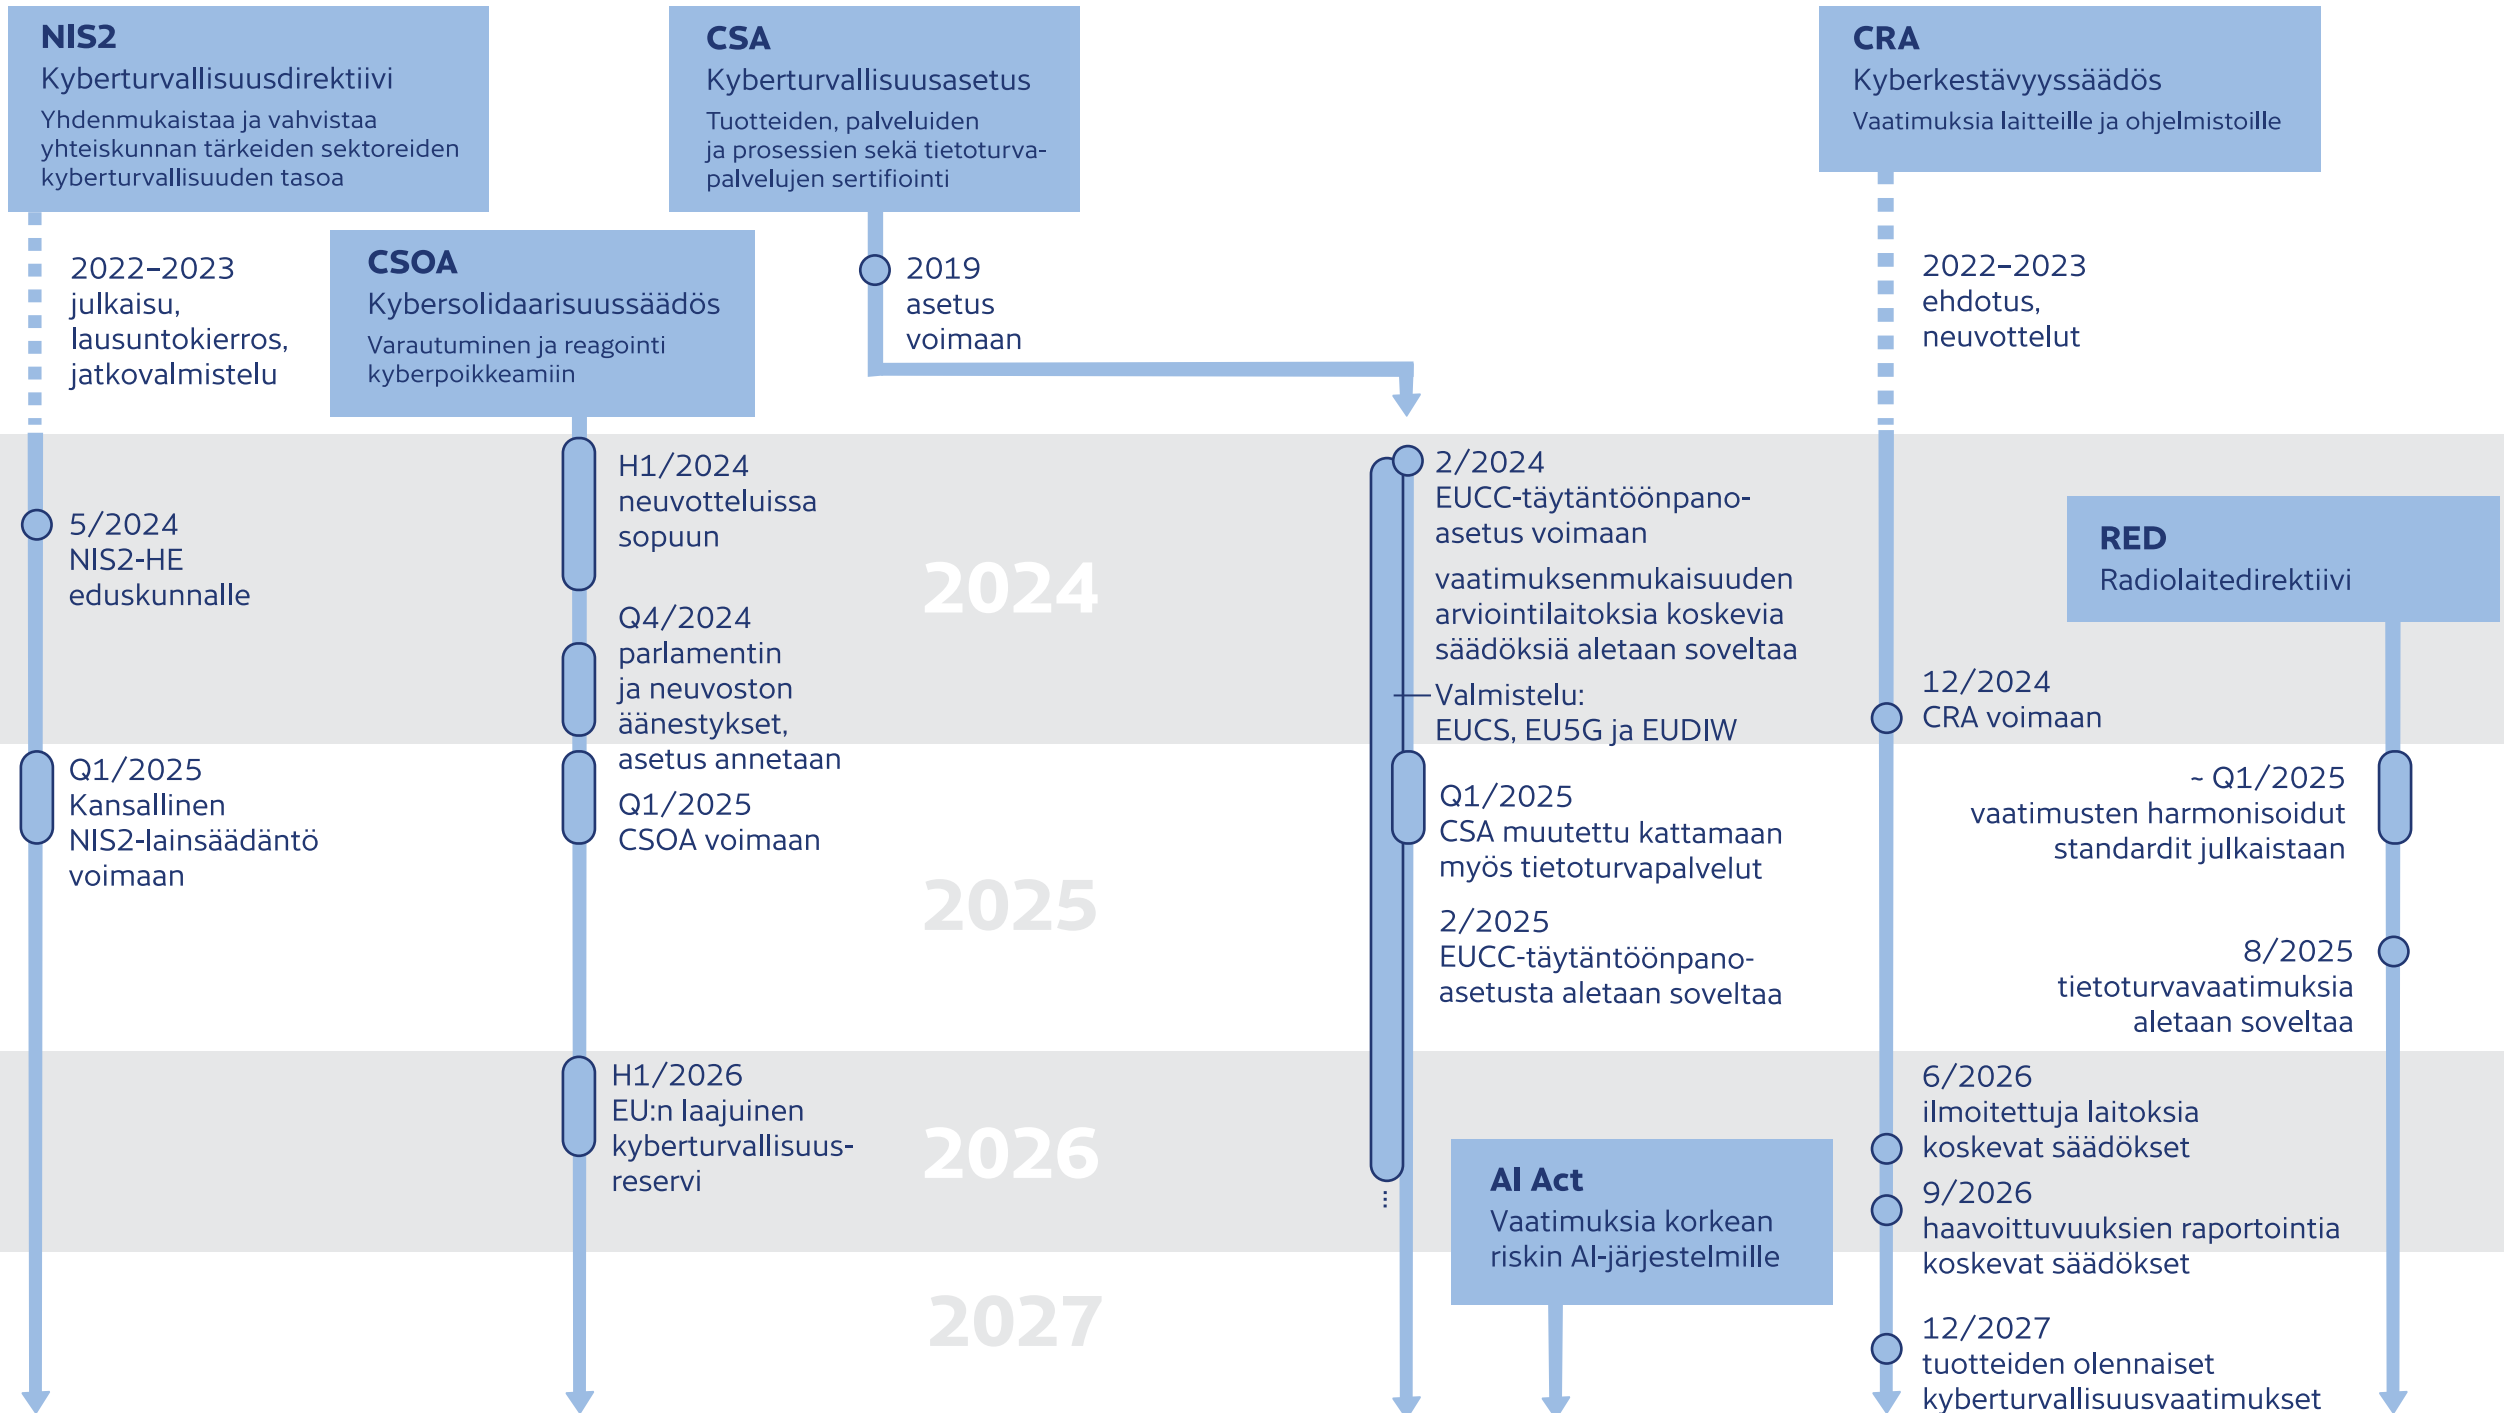 NIS2
Kyberturvallisuusdirektiivi
Yhdenmukaistaa ja vahvistaa
yhteiskunnan tärkeiden sektoreiden
kyberturvallisuuden tasoa
2022–2023
julkaisu,
lausuntokierros,
jatkovalmistelu
5/2024
NIS2-HE
eduskunnalle
Q1/2025
Kansallinen
NIS2-lainsäädäntö
voimaan
CSOA
Kybersolidaarisuussäädös
Varautuminen ja reagointi
kyberpoikkeamiin
H1/2024
neuvotteluissa
sopuun
Q4/2024
parlamentin
ja neuvoston
äänestykset,
asetus annetaan
Q1/2025
CSOA voimaan
H1/2026
EU:n laajuinen
kyberturvallisuus-
reservi
2024
2025
2026
2027
CSA
Kyberturvallisuusasetus
Tuotteiden, palveluiden
ja prosessien sekä tietoturva-
palvelujen sertifiointi
2019
asetus
voimaan
2/2024
EUCC-täytäntöönpano-
asetus voimaan
vaatimuksenmukaisuuden
arviointilaitoksia koskevia
säädöksiä aletaan soveltaa
Valmistelu:
EUCS, EU5G ja EUDIW
Q1/2025
CSA muutettu kattamaan
myös tietoturvapalvelut
2/2025
EUCC-täytäntöönpano-
asetusta aletaan soveltaa
...
AI Act
Vaatimuksia korkean
riskin AI-järjestelmille
CRA
Kyberkestävyyssäädös
Vaatimuksia laitteille ja ohjelmistoille
2022–2023
ehdotus,
neuvottelut
12/2024
CRA voimaan
6/2026
ilmoitettuja laitoksia
koskevat säädökset
9/2026
haavoittuvuuksien raportointia
koskevat säädökset
12/2027
tuotteiden olennaiset
kyberturvallisuusvaatimukset
RED
Radiolaitedirektiivi
~ Q1/2025
vaatimusten harmonisoidut
standardit julkaistaan
8/2025
tietoturvavaatimuksia
aletaan soveltaa